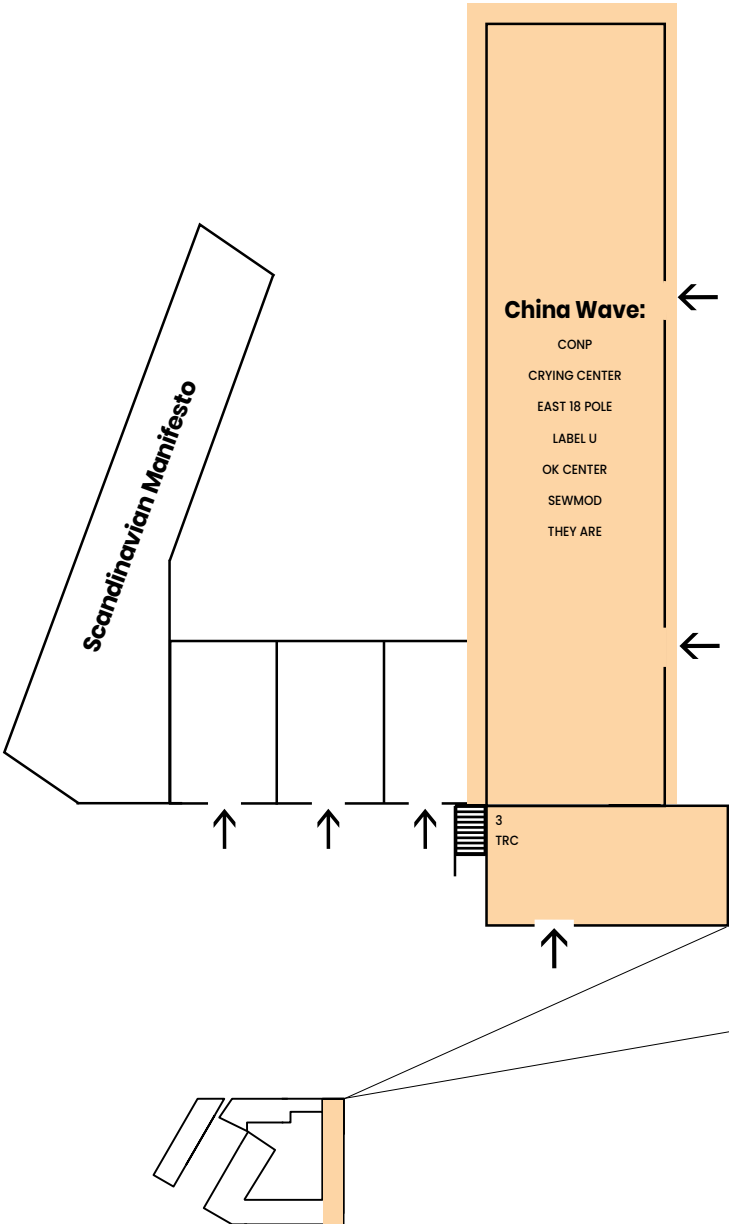 China Wave:
CONP
CRYING CENTER
EAST 18 POLE
LABEL U
OK CENTER
SEWMOD
THEY ARE
Scandinavian Manifesto
3
TRC